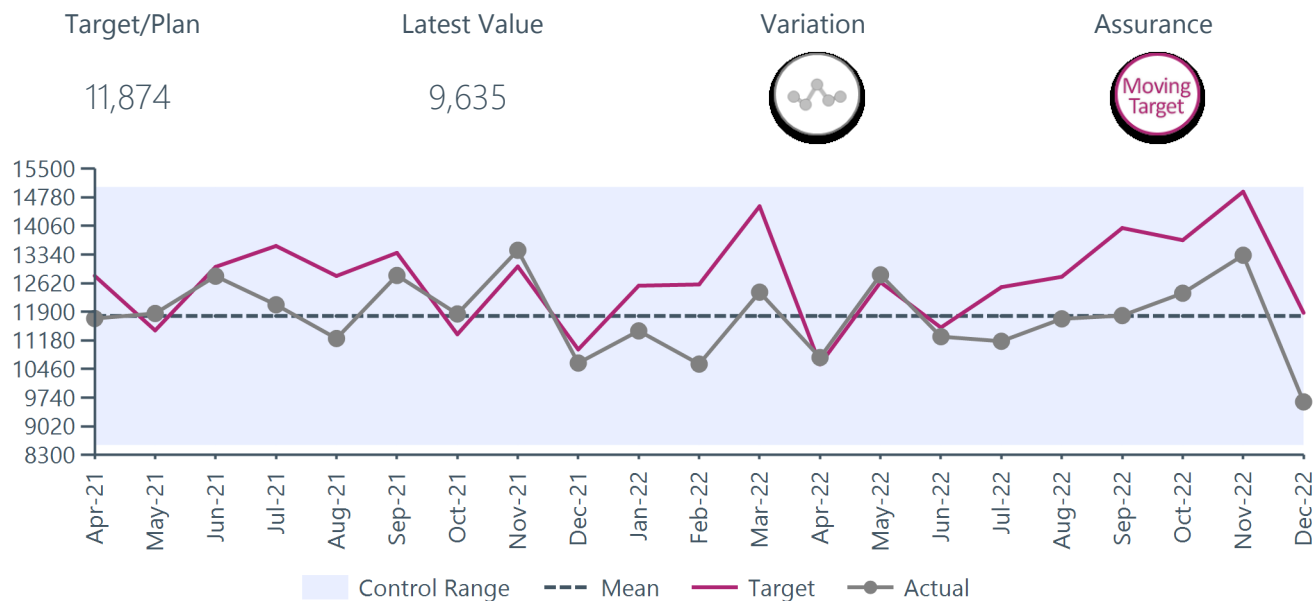 Target/Plan Latest Value Variation Assurance
11,874 9,635
Moving
Target
15500
14780
14060
13340
12620
11900
11180
10460
9740
9020
8300
Apr-21 May-21 Jun-21 Jul-21 Aug-21 Sep-21 Oct-21 Nov-21 Dec-21 Jan-22 Feb-22 Mar-22 Apr-22 May-22 Jun-22 Jul-22 Aug-22 Sep-22 Oct-22 Nov-22 Dec-22
Control Range Mean Target Actual